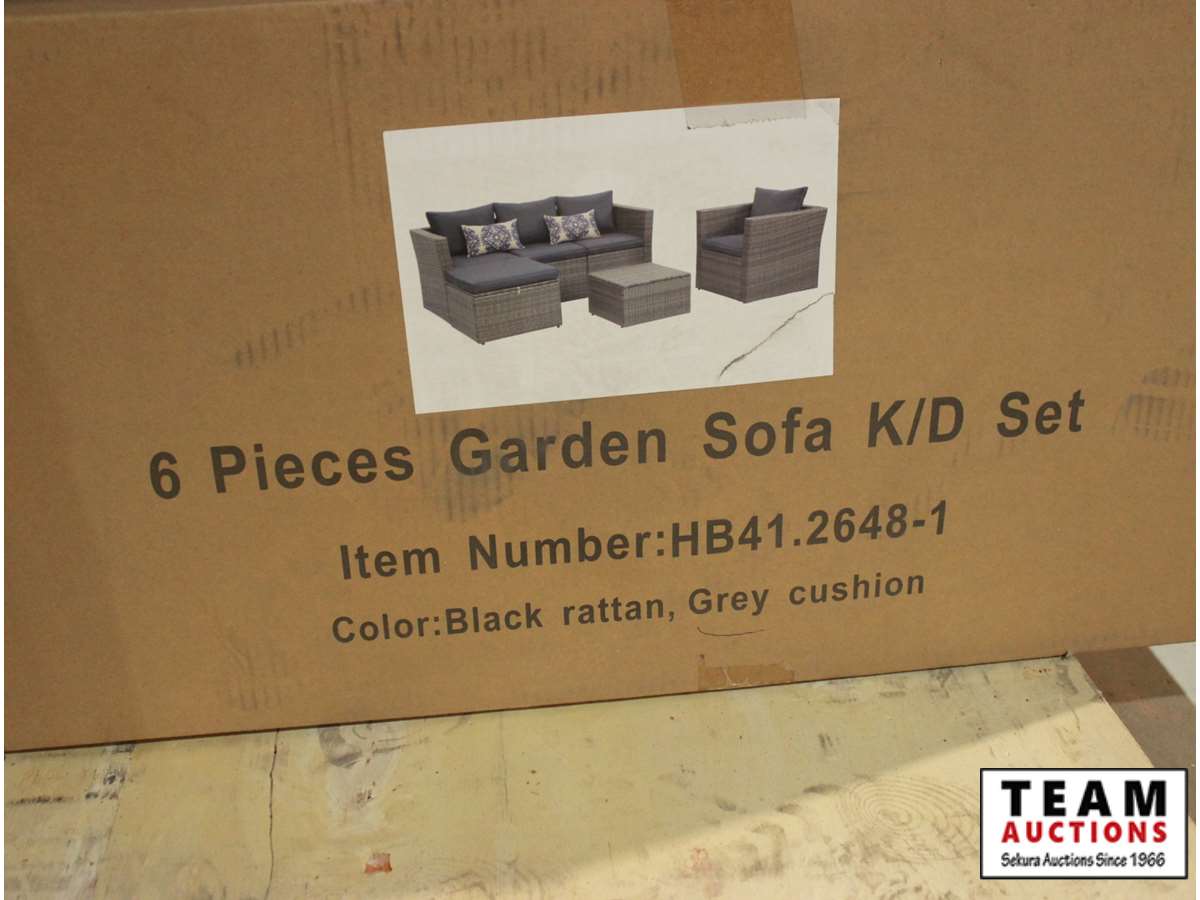 6 Pieces Garden Sofa K/D Set
Item Number:HB41.2648-1
Color:Black rattan, Grey cushion
TEAM
AUCTIONS
Sekura Auctions Since 1966